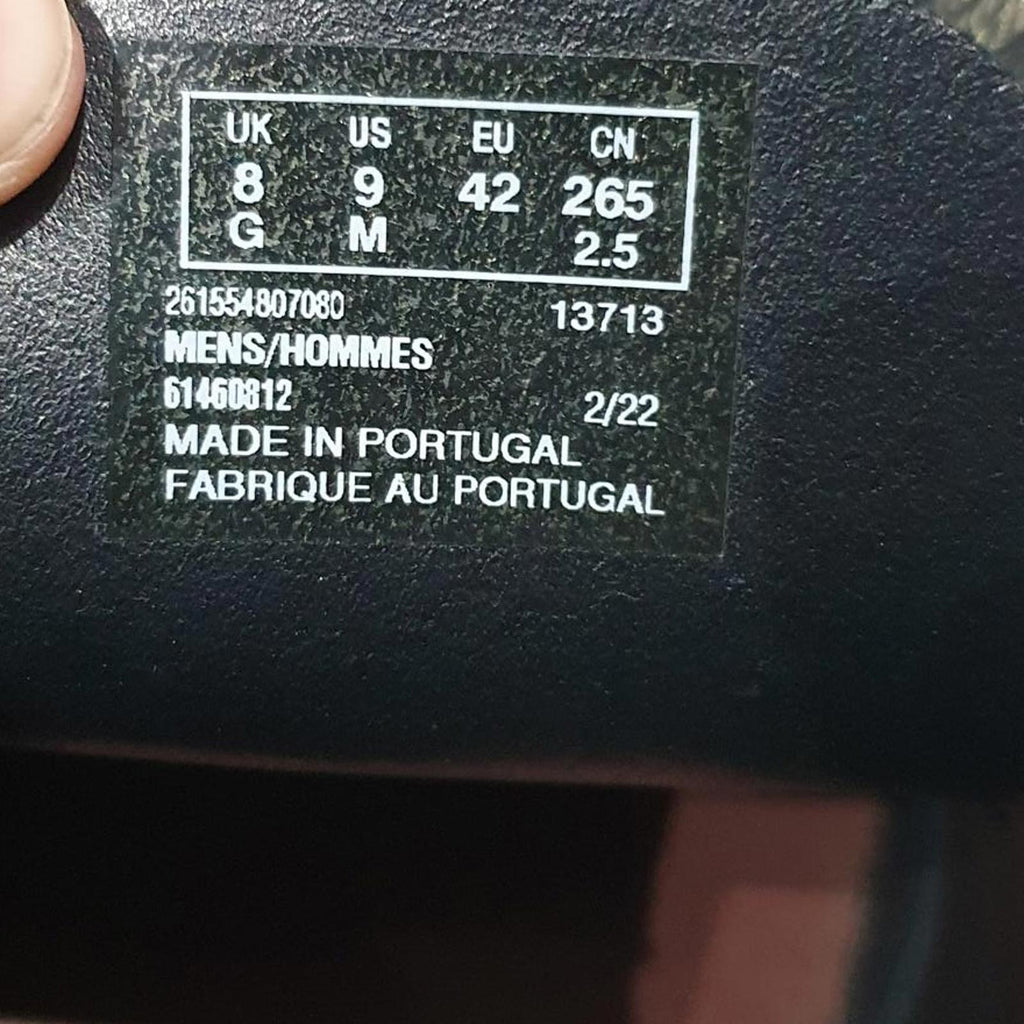 UK US EU CN
8 9 42 265
G M 2.5
261554807080 13713
MENS/HOMMES
61460812 2/22
MADE IN PORTUGAL
FABRIQUE AU PORTUGAL